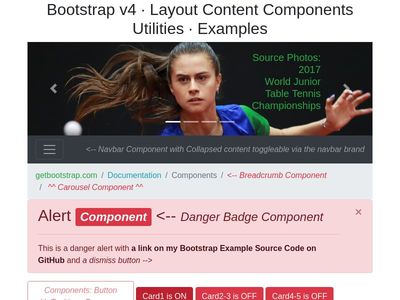 Bootstrap v4 · Layout Content Components
Utilities · Examples
Source Photos:
2017
World Junior
Table Tennis
Championships
<-- Navbar Component with Collapsed content toggleable via the navbar brand
getbootstrap.com / Documentation / Components / <-- Breadcrumb Component
/ ^^ Carousel Component ^^
Alert Component <-- Danger Badge Component
×
This is a danger alert with a link on my Bootstrap Example Source Code on
GitHub and a dismiss button -->
Components: Button
Card1 is ON Card2-3 is OFF Card4-5 is OFF